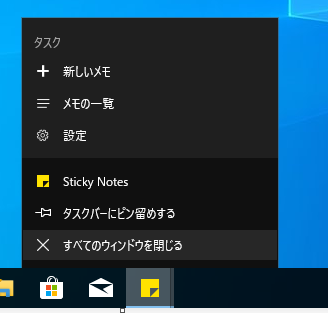 タスク
新しいメモ
メモの一覧
設定
Sticky Notes
タスクバーにピン留めする
すべてのウィンドウを閉じる